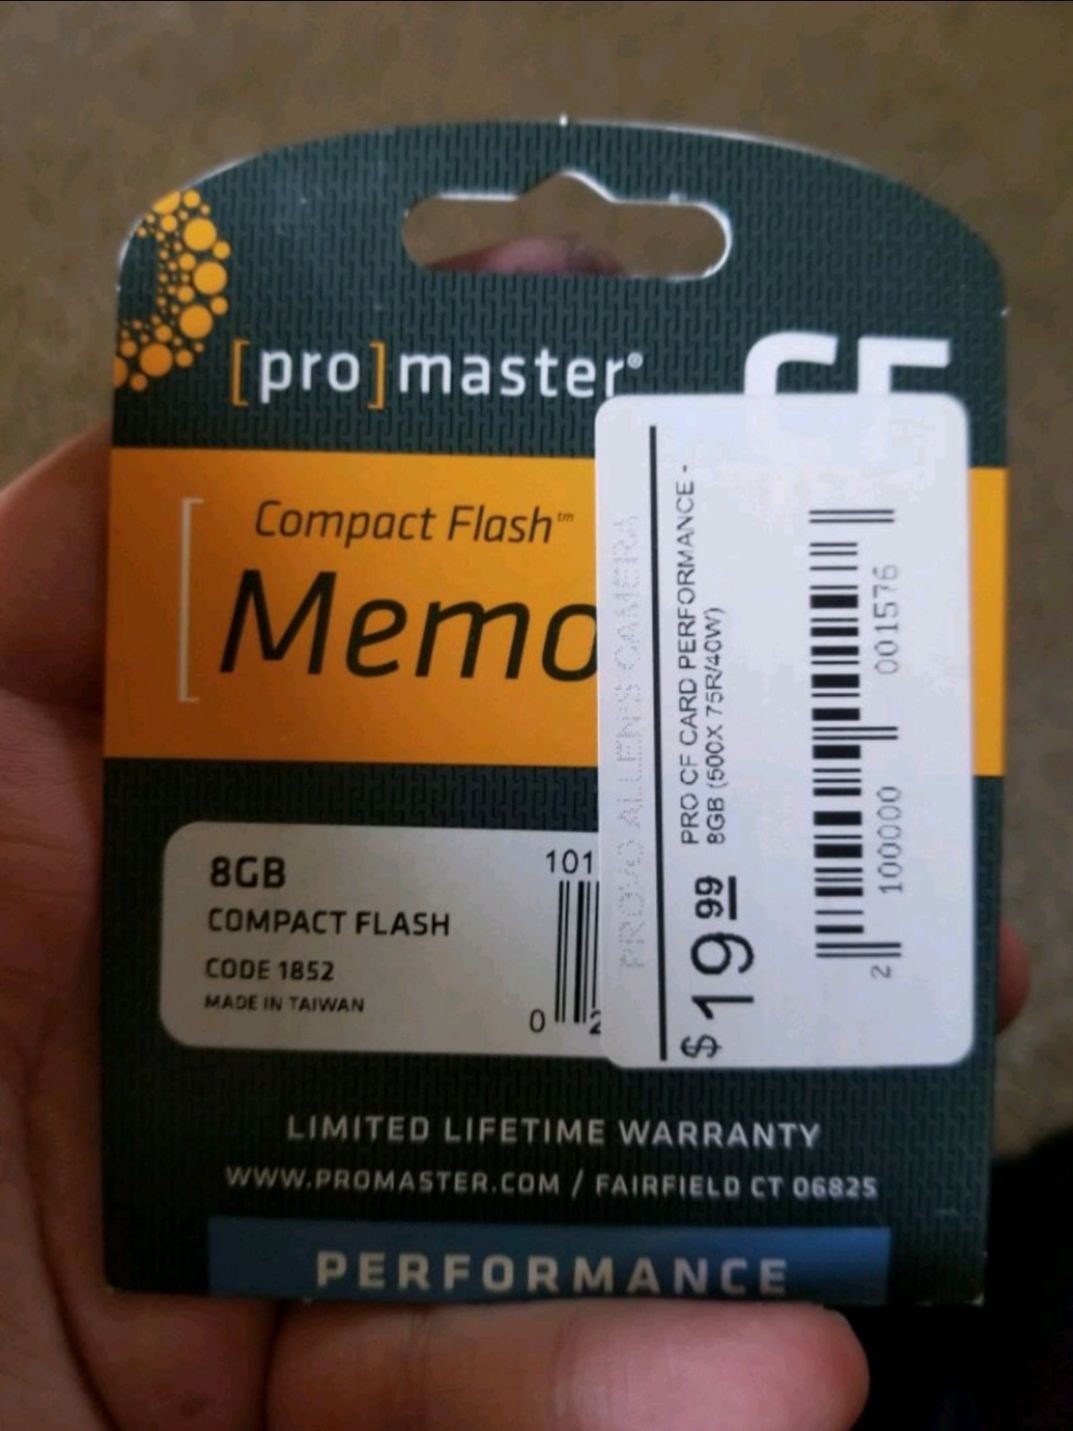 [pro]master®
CF
Compact Flash™
Memo
8GB
COMPACT FLASH
CODE 1852
MADE IN TAIWAN
101
0 2
PROVO ALLEN'S CAMERA
PRO CF CARD PERFORMANCE -
8GB (500X 75R/40W)
$19.99
2 100000 001576
LIMITED LIFETIME WARRANTY
WWW.PROMASTER.COM / FAIRFIELD CT 06825
PERFORMANCE